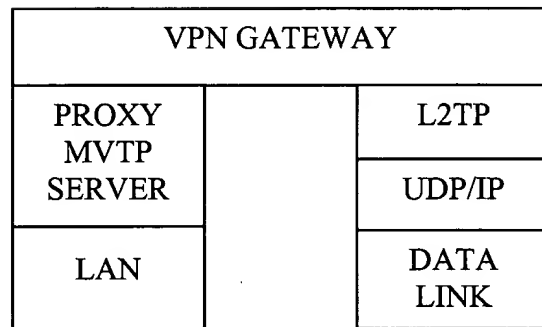 VPN GATEWAY
PROXY
MVTP
SERVER
LAN
L2TP
UDP/IP
DATA
LINK